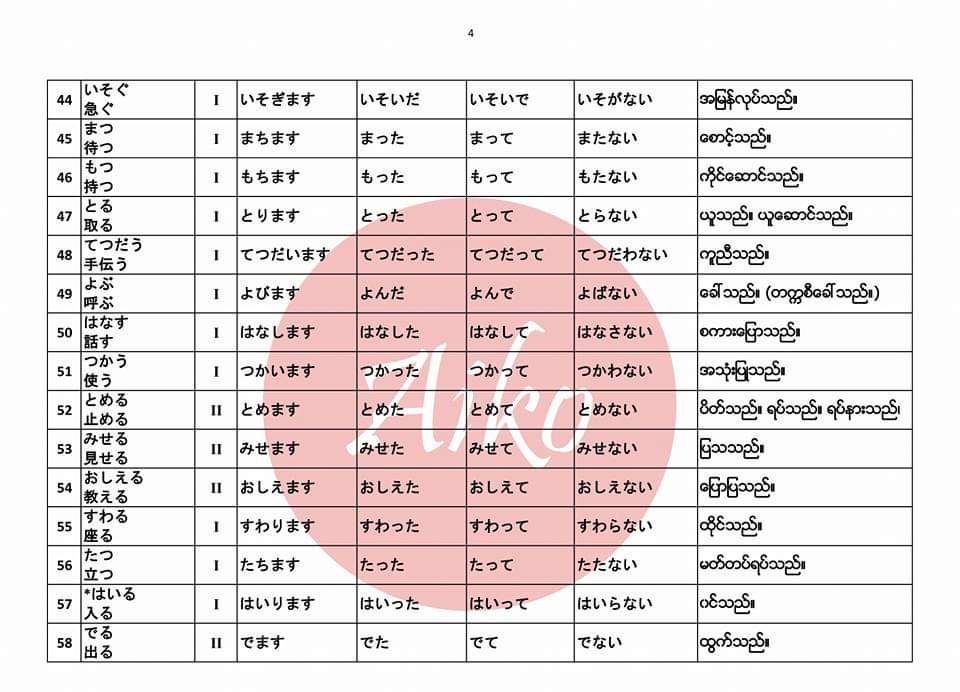 4
44 いそぐ 急ぐ I いそぎます いそいだ いそいで いそがない အမြန်လုပ်သည်။
45 まつ 待つ I まちます まった まって またない စောင့်သည်။
46 もつ 持つ I もちます もった もって もたない ကိုင်ဆောင်သည်။
47 とる 取る I とります とった とって とらない ယူသည်။ ယူဆောင်သည်။
48 てつだう 手伝う I てつだいます てつだった てつだって てつだわない ကူညီသည်။
49 よぶ 呼ぶ I よびます よんだ よんで よばない ခေါ်သည်။ (တက္ကစီခေါ်သည်။)
50 はなす 話す I はなします はなした はなして はなさない စကားပြောသည်။
51 つかう 使う I つかいます つかった つかって つかわない အသုံးပြုသည်။
52 とめる 止める II とめます とめた とめて とめない ပိတ်သည်။ ရပ်သည်။ ရပ်နားသည်၊
53 みせる 見せる II みせます みせた みせて みせない ပြသသည်။
54 おしえる 教える II おしえます おしえた おしえて おしえない ပြောပြသည်။
55 すわる 座る I すわります すわった すわって すわらない ထိုင်သည်။
56 たつ 立つ I たちます たった たって たたない မတ်တပ်ရပ်သည်။
57 *はいる 入る I はいります はいった はいって はいらない ဝင်သည်။
58 でる 出る II でます でた でて でない ထွက်သည်။
Aiko